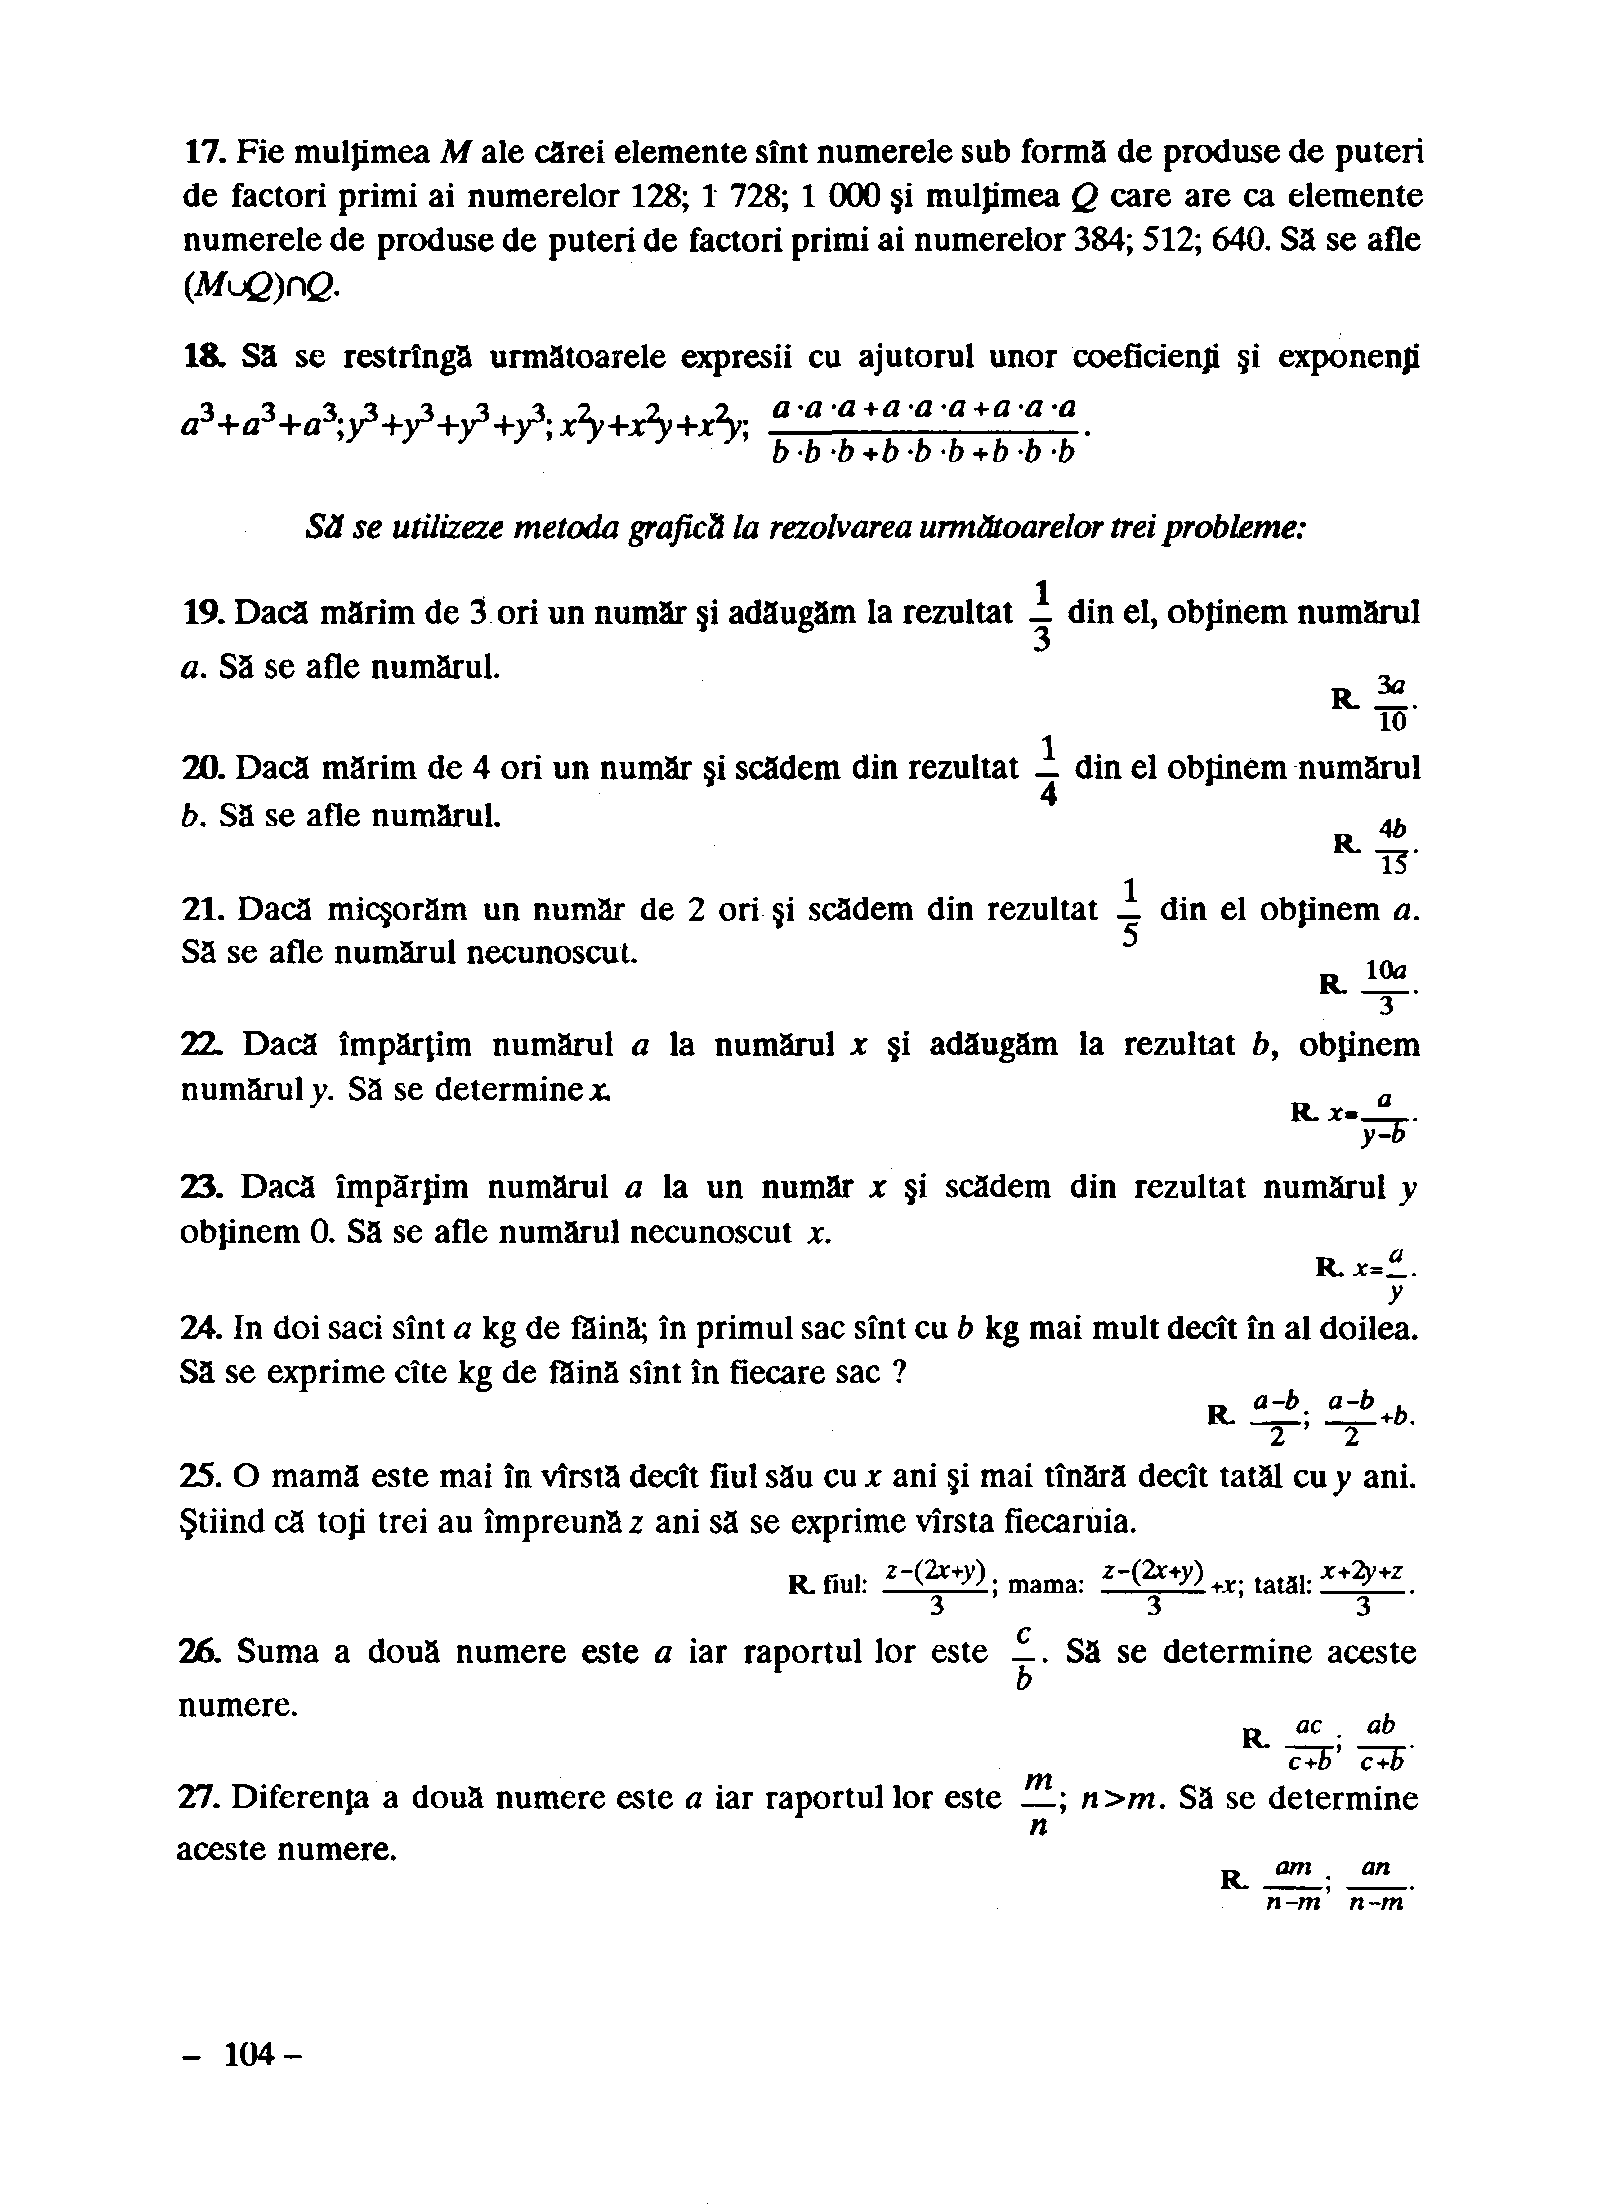 17. Fie mulţimea M ale cărei elemente sînt numerele sub formă de produse de puteri
de factori primi ai numerelor 128; 1 728; 1 000 şi mulţimea Q care are ca elemente
numerele de produse de puteri de factori primi ai numerelor 384; 512; 640. Să se afle
(M∪Q)∩Q.
18. Să se restrîngă următoarele expresii cu ajutorul unor coeficienţi şi exponenţi
a³+a³+a³; y³+y³+y³+y³; x²y+x²y+x²y; (a·a·a+a·a·a+a·a·a)/(b·b·b+b·b·b+b·b·b).
Să se utilizeze metoda grafică la rezolvarea următoarelor trei probleme:
19. Dacă mărim de 3 ori un număr şi adăugăm la rezultat 1/3 din el, obţinem numărul
a. Să se afle numărul.
R. 3a/10.
20. Dacă mărim de 4 ori un număr şi scădem din rezultat 1/4 din el obţinem numărul
b. Să se afle numărul.
R. 4b/15.
21. Dacă micşorăm un număr de 2 ori şi scădem din rezultat 1/5 din el obţinem a.
Să se afle numărul necunoscut.
R. 10a/3.
22. Dacă împărţim numărul a la numărul x şi adăugăm la rezultat b, obţinem
numărul y. Să se determine x.
R. x=a/(y-b).
23. Dacă împărţim numărul a la un număr x şi scădem din rezultat numărul y
obţinem 0. Să se afle numărul necunoscut x.
R. x=a/y.
24. In doi saci sînt a kg de făină; în primul sac sînt cu b kg mai mult decît în al doilea.
Să se exprime cîte kg de făină sînt în fiecare sac ?
R. (a-b)/2; (a-b)/2+b.
25. O mamă este mai în vîrstă decît fiul său cu x ani şi mai tînără decît tatăl cu y ani.
Ştiind că toţi trei au împreună z ani să se exprime vîrsta fiecaruia.
R. fiul: (z-(2x+y))/3; mama: (z-(2x+y))/3+x; tatăl: (x+2y+z)/3.
26. Suma a două numere este a iar raportul lor este c/b. Să se determine aceste
numere.
R. ac/(c+b); ab/(c+b).
27. Diferenţa a două numere este a iar raportul lor este m/n; n>m. Să se determine
aceste numere.
R. am/(n-m); an/(n-m).
- 104 -